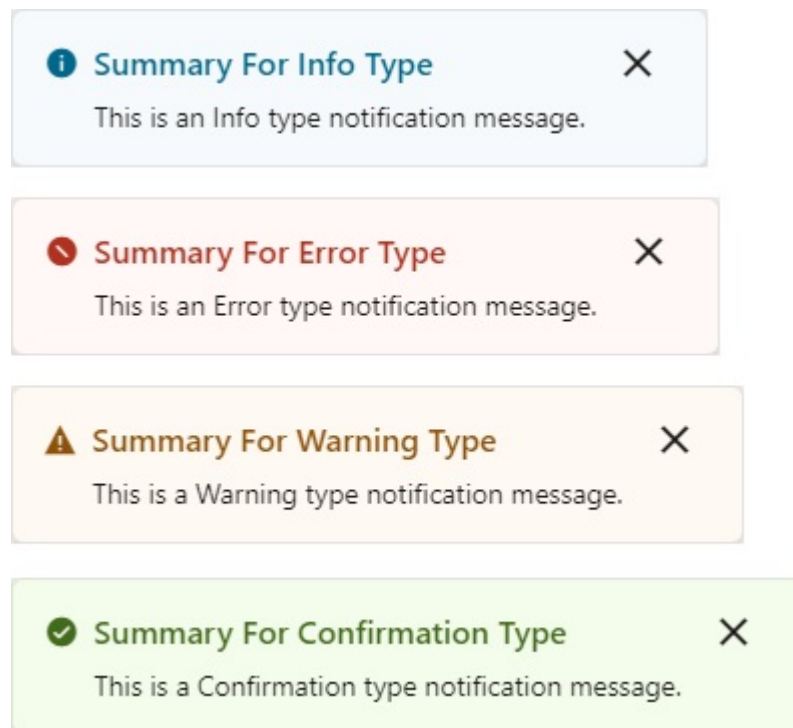 Summary For Info Type
This is an Info type notification message.
Summary For Error Type
This is an Error type notification message.
Summary For Warning Type
This is a Warning type notification message.
Summary For Confirmation Type
This is a Confirmation type notification message.